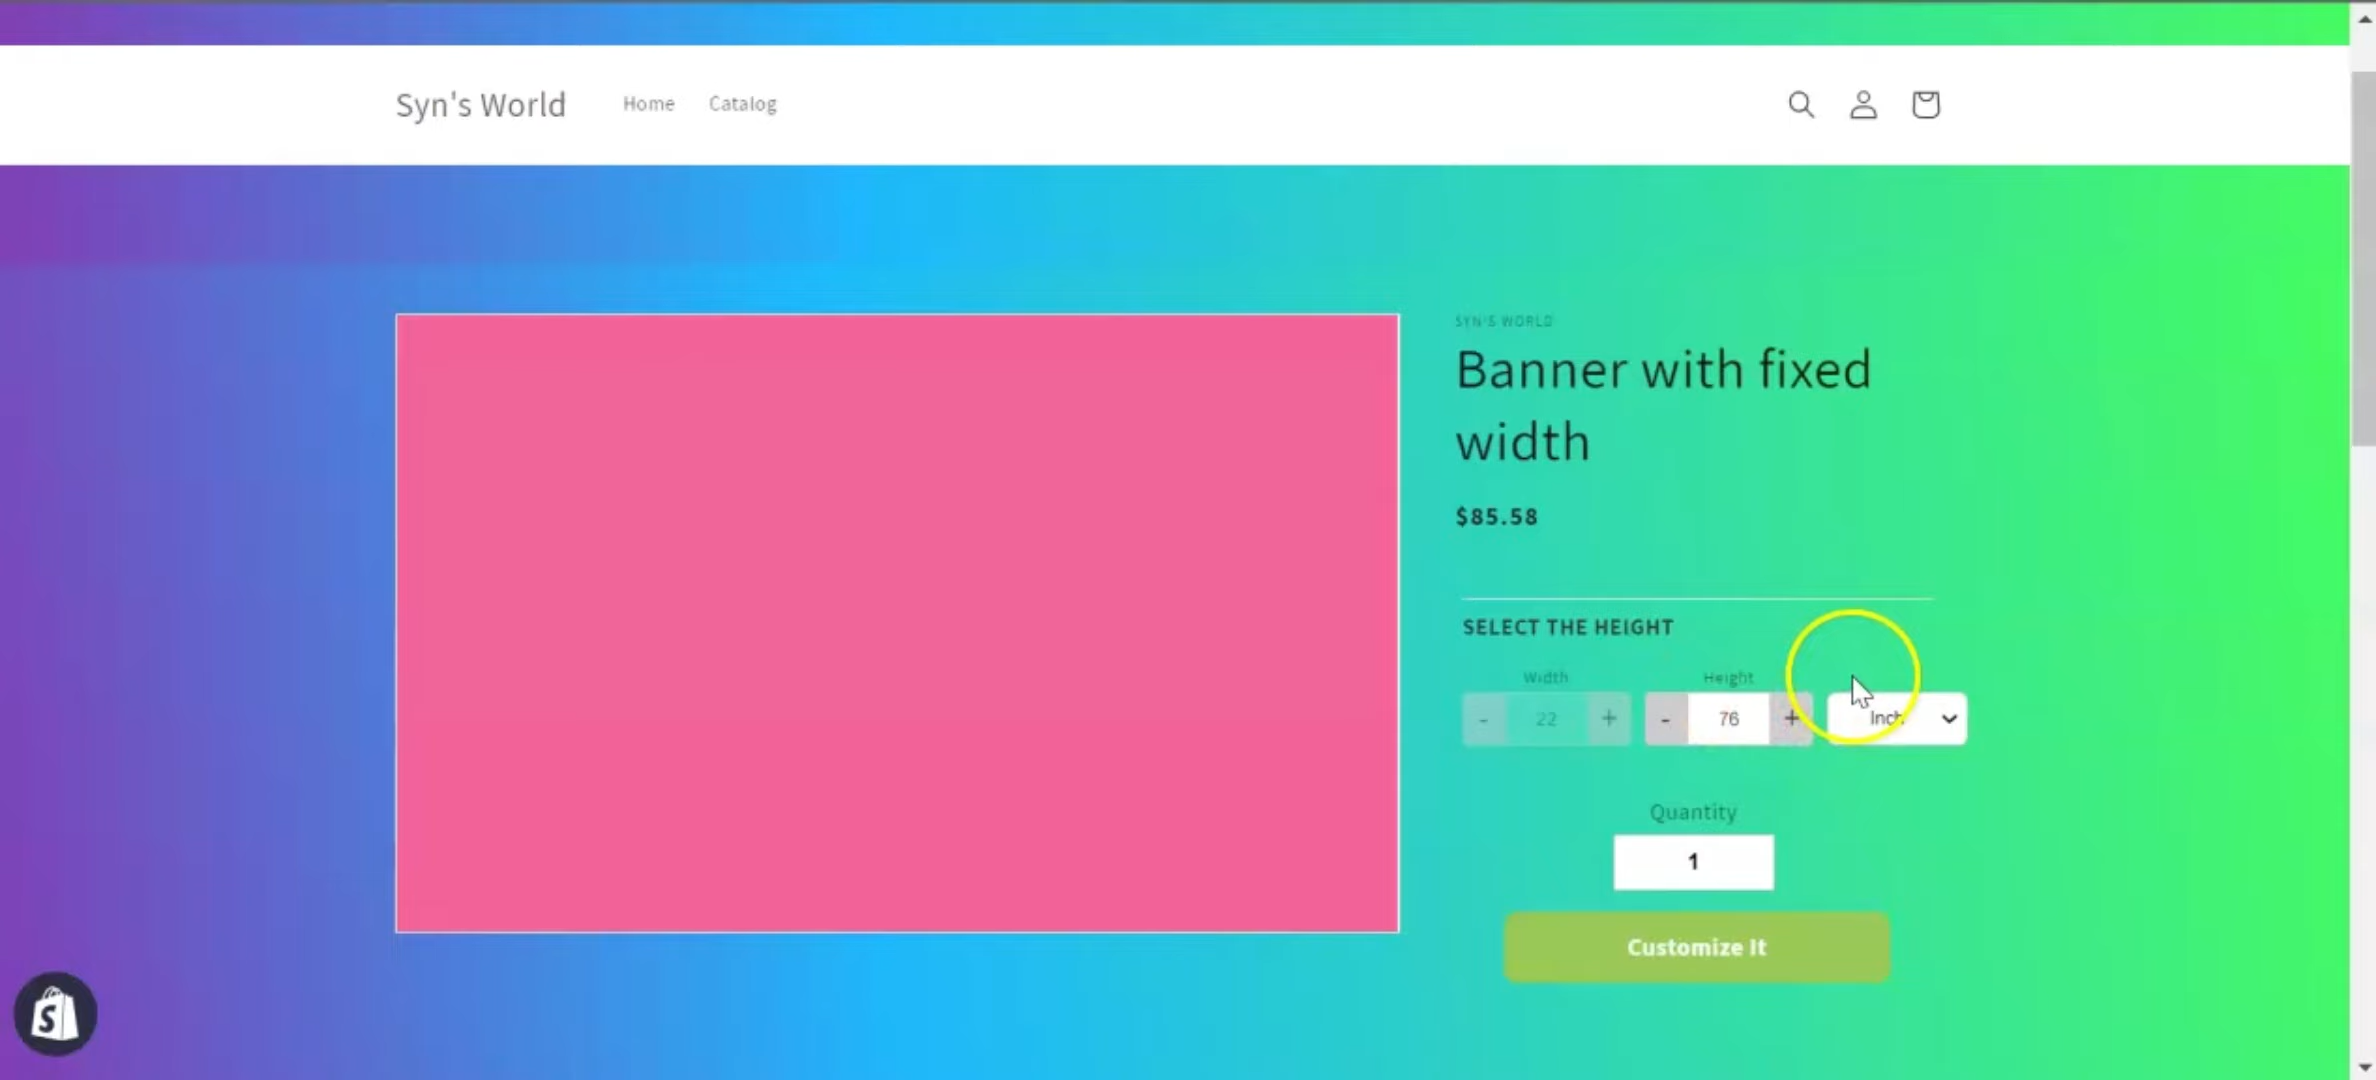 Syn's World
Home
Catalog
SYN'S WORLD
Banner with fixed
width
$85.58
SELECT THE HEIGHT
Width
Height
- 22 +
- 76 +
Inch
Quantity
1
Customize It